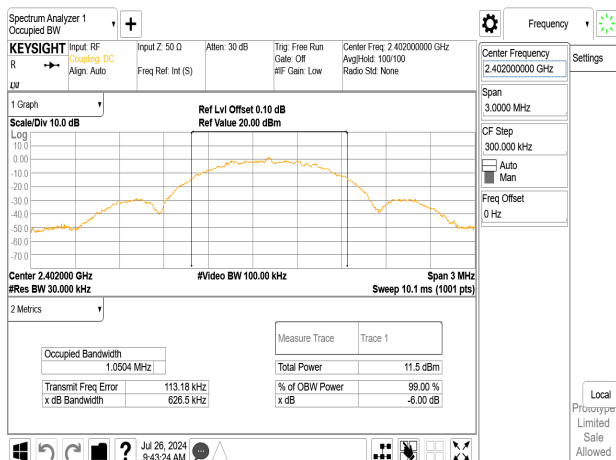 Spectrum Analyzer 1
Occupied BW
Frequency
KEYSIGHT
R
Input: RF
Coupling: DC
Align: Auto
Input Z: 50 Ω
Freq Ref: Int (S)
Atten: 30 dB
Trig: Free Run
Gate: Off
#IF Gain: Low
Center Freq: 2.402000000 GHz
Avg|Hold: 100/100
Radio Std: None
Center Frequency
2.402000000 GHz
Settings
Span
3.0000 MHz
CF Step
300.000 kHz
Auto
Man
Freq Offset
0 Hz
1 Graph
Scale/Div 10.0 dB
Ref Lvl Offset 0.10 dB
Ref Value 20.00 dBm
Log
10.0
0.00
-10.0
-20.0
-30.0
-40.0
-50.0
-60.0
-70.0
Center 2.402000 GHz
#Video BW 100.00 kHz
Span 3 MHz
#Res BW 30.000 kHz
Sweep 10.1 ms (1001 pts)
2 Metrics
Measure Trace
Trace 1
Occupied Bandwidth
1.0504 MHz
Total Power
11.5 dBm
Transmit Freq Error
113.18 kHz
% of OBW Power
99.00 %
x dB Bandwidth
626.5 kHz
x dB
-6.00 dB
Local
Prototype
Limited
Sale
Allowed
Jul 26, 2024
9:43:24 AM